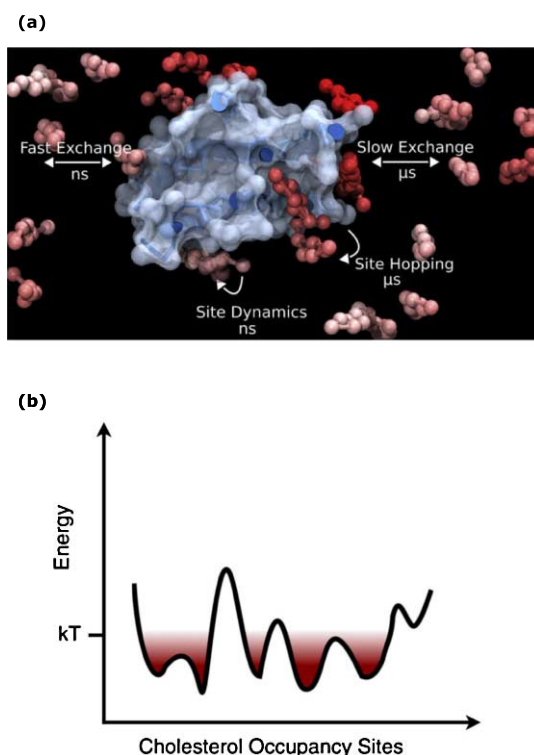 (a)
Fast Exchange
ns
Slow Exchange
μs
Site Hopping
μs
Site Dynamics
ns
(b)
Energy
kT
Cholesterol Occupancy Sites